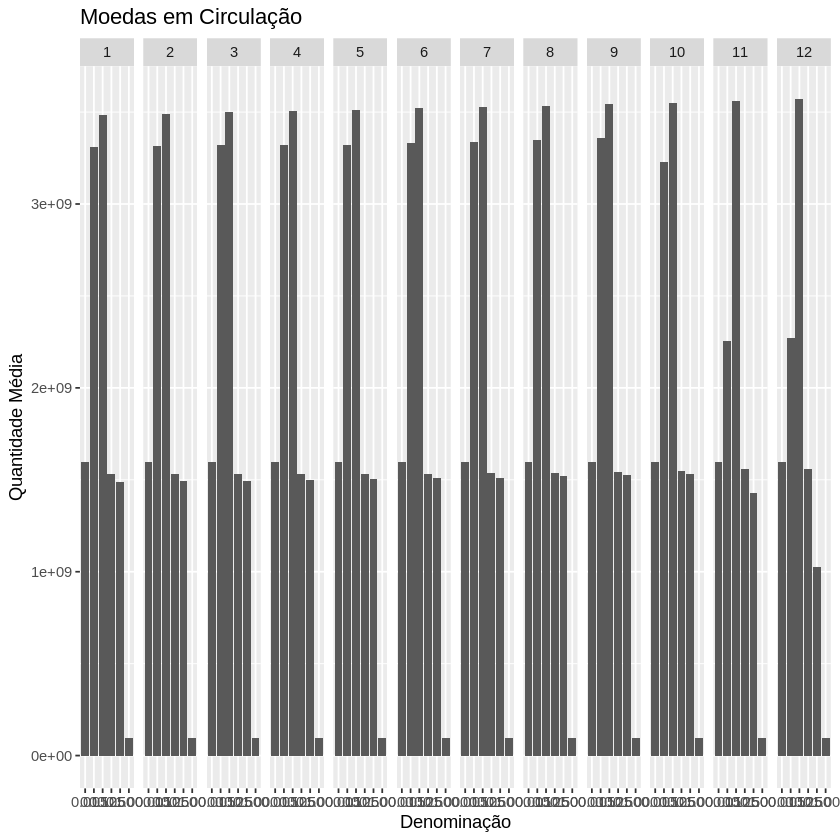 Moedas em Circulação
1 2 3 4 5 6 7 8 9 10 11 12
Quantidade Média
3e+09
2e+09
1e+09
0e+00
Denominação